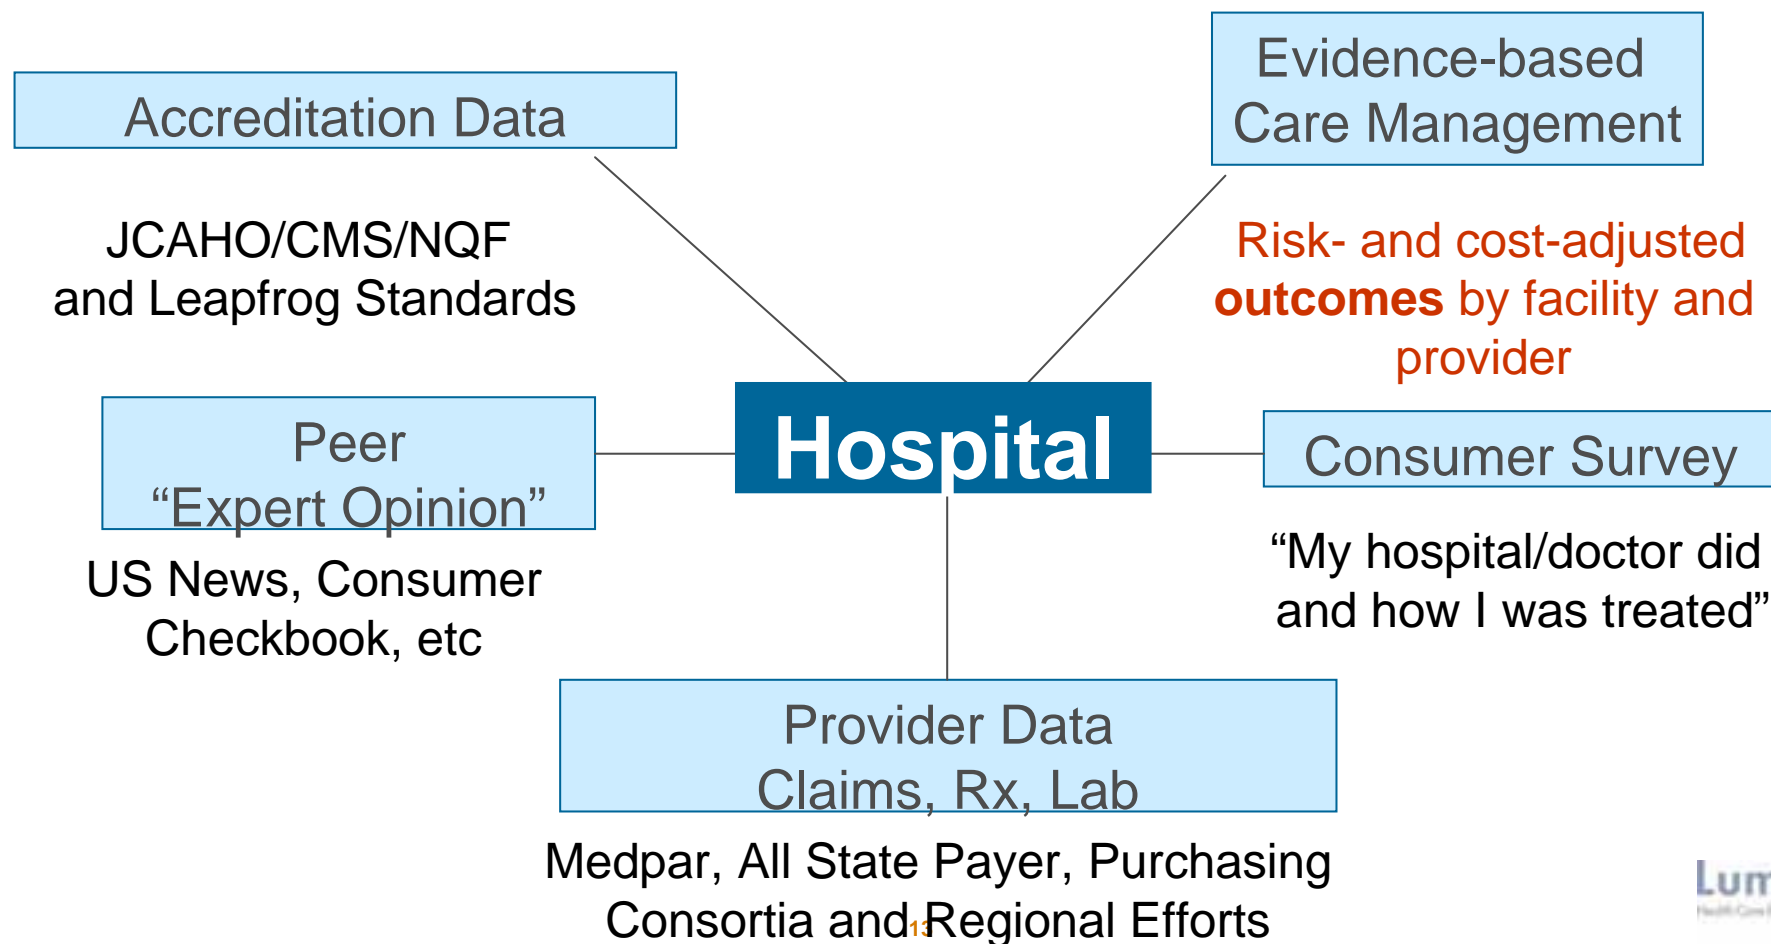 Accreditation Data
JCAHO/CMS/NQF
and Leapfrog Standards
Evidence-based
Care Management
Risk- and cost-adjusted
outcomes by facility and
provider
Peer
“Expert Opinion”
US News, Consumer
Checkbook, etc
Hospital
Consumer Survey
“My hospital/doctor did
and how I was treated”
Provider Data
Claims, Rx, Lab
Medpar, All State Payer, Purchasing
Consortia and Regional Efforts
13
Lum